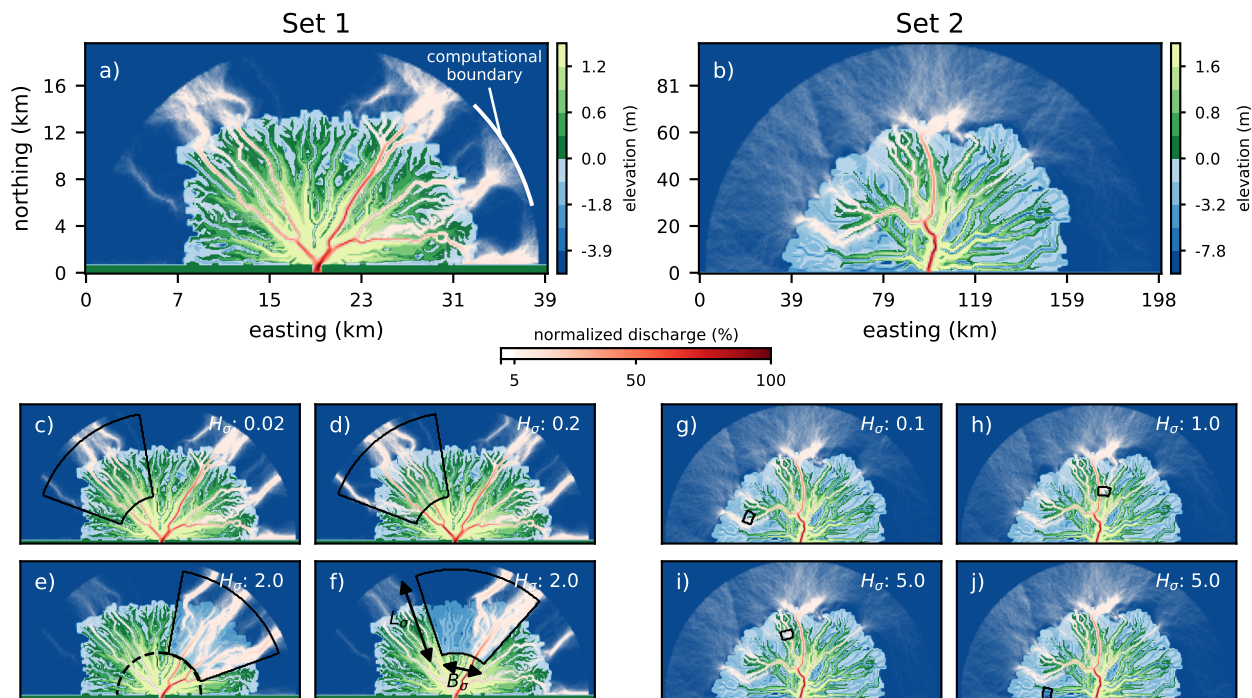 Set 1
Set 2
a)
computational
boundary
b)
northing (km)
16
12
8
4
0
0
7
15
23
31
39
easting (km)
1.2
0.6
0.0
-1.8
-3.9
elevation (m)
81
60
40
20
0
0
39
79
119
159
198
easting (km)
1.6
0.8
0.0
-3.2
-7.8
elevation (m)
normalized discharge (%)
5
50
100
c)
Hσ: 0.02
d)
Hσ: 0.2
g)
Hσ: 0.1
h)
Hσ: 1.0
e)
Hσ: 2.0
f)
Hσ: 2.0
Lσ
Bσ
i)
Hσ: 5.0
j)
Hσ: 5.0